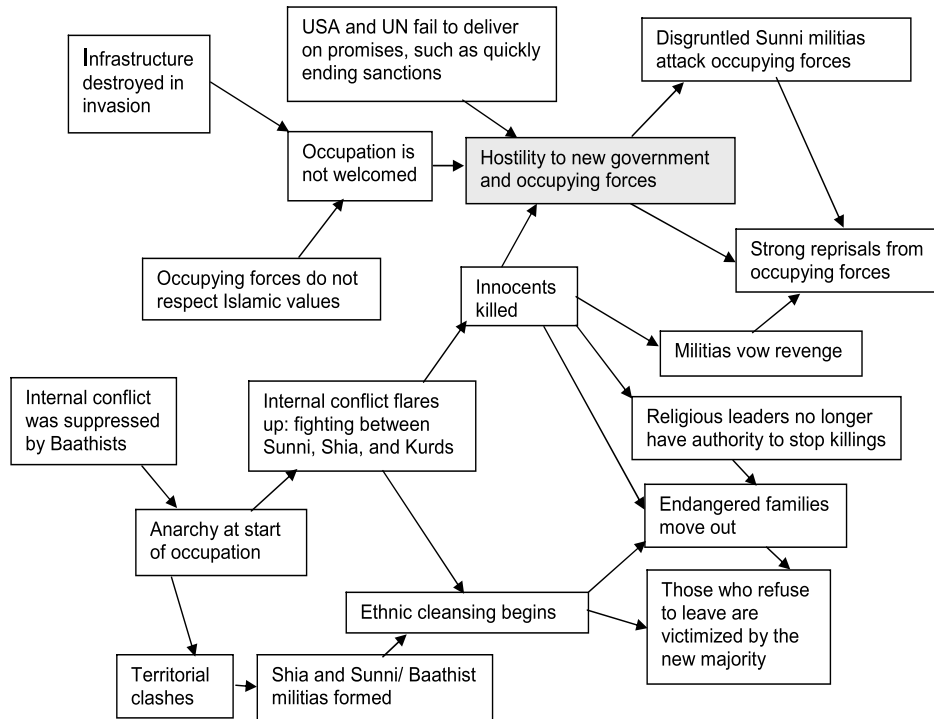 USA and UN fail to deliver
on promises, such as quickly
ending sanctions
Disgruntled Sunni militias
attack occupying forces
Infrastructure
destroyed in
invasion
Occupation is
not welcomed
Hostility to new government
and occupying forces
Strong reprisals from
occupying forces
Occupying forces do not
respect Islamic values
Innocents
killed
Militias vow revenge
Internal conflict
was suppressed
by Baathists
Internal conflict flares
up: fighting between
Sunni, Shia, and Kurds
Religious leaders no longer
have authority to stop killings
Anarchy at start
of occupation
Endangered families
move out
Ethnic cleansing begins
Those who refuse
to leave are
victimized by the
new majority
Territorial
clashes
Shia and Sunni/ Baathist
militias formed